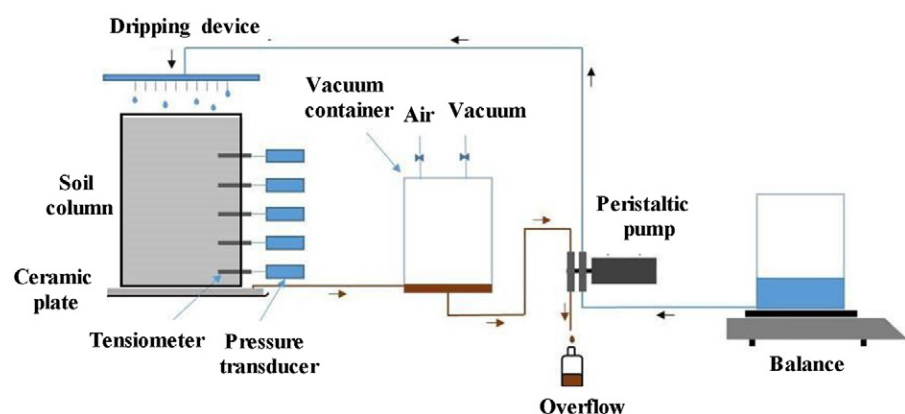 Dripping device
Vacuum
container
Air
Vacuum
Soil
column
Peristaltic
pump
Ceramic
plate
Tensiometer
Pressure
transducer
Balance
Overflow